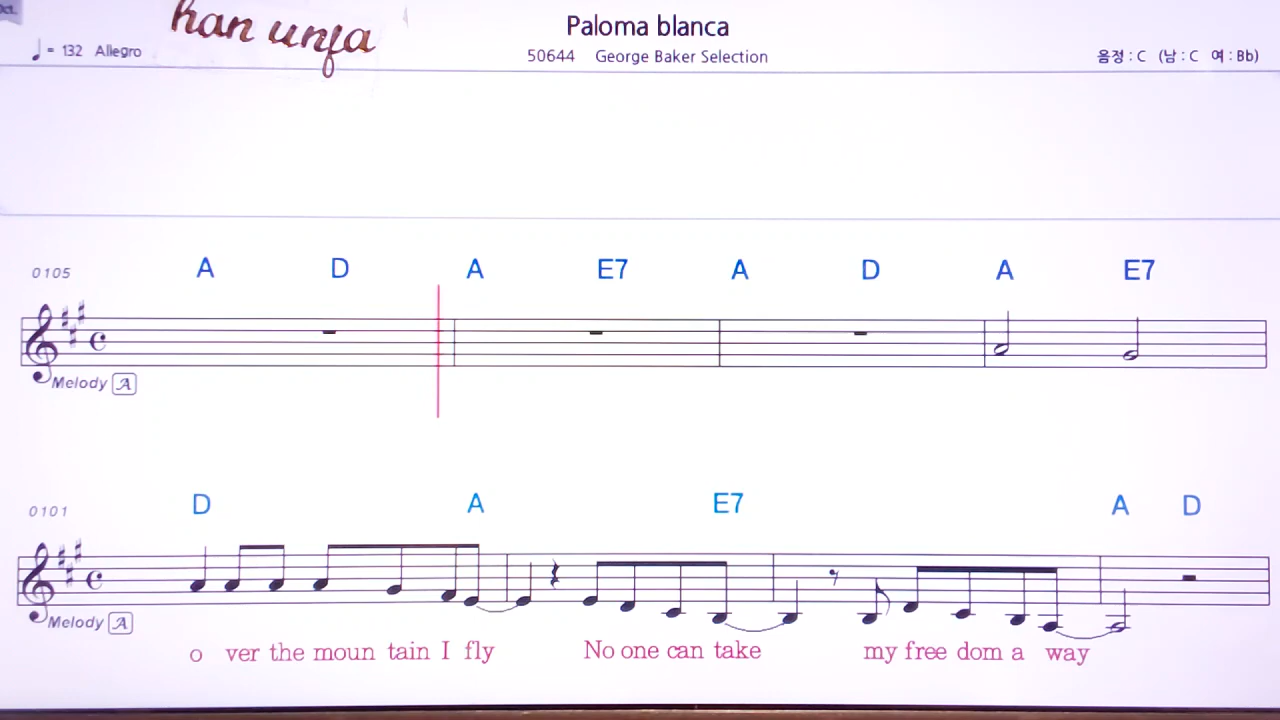 Oct.
han unja
Paloma blanca
♩ = 132 Allegro
50644 George Baker Selection
음정 : C (남 : C 여 : Bb)
A D A E7 A D A E7
0105
Melody A
D A E7 A D
0101
Melody A
o ver the moun tain I fly No one can take my free dom a way